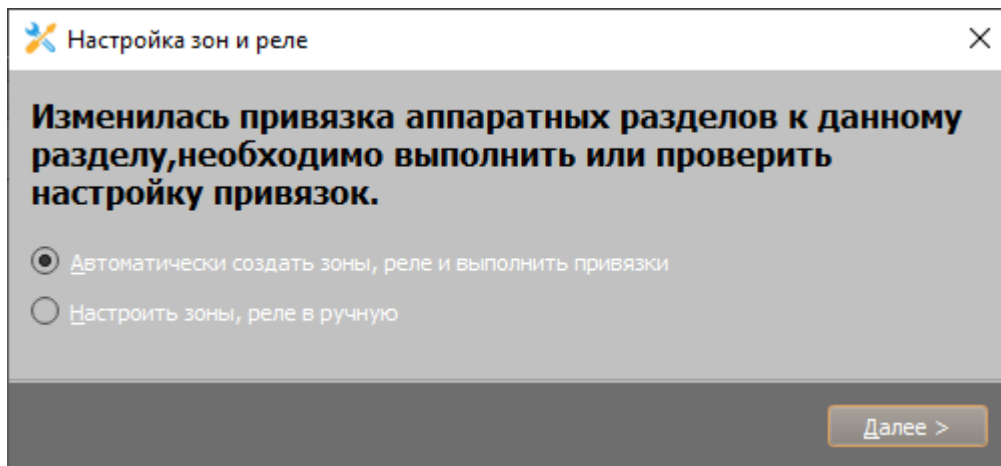 Настройка зон и реле
Изменилась привязка аппаратных разделов к данному
разделу,необходимо выполнить или проверить
настройку привязок.
Автоматически создать зоны, реле и выполнить привязки
Настроить зоны, реле в ручную
Далее >